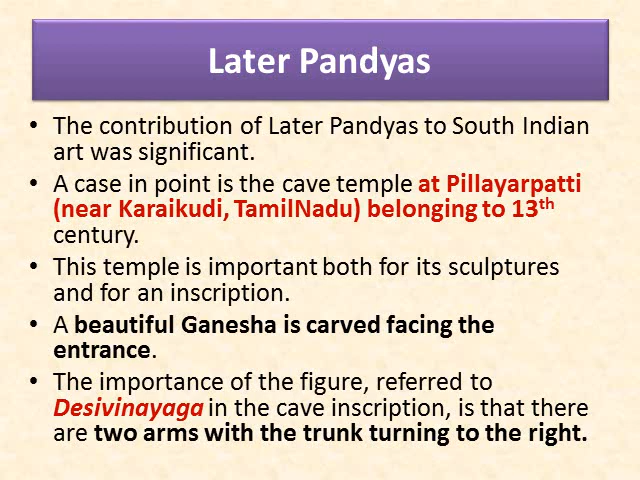 Later Pandyas
• The contribution of Later Pandyas to South Indian
art was significant.
• A case in point is the cave temple at Pillayarpatti
(near Karaikudi, TamilNadu) belonging to 13th
century.
• This temple is important both for its sculptures
and for an inscription.
• A beautiful Ganesha is carved facing the
entrance.
• The importance of the figure, referred to
Desivinayaga in the cave inscription, is that there
are two arms with the trunk turning to the right.